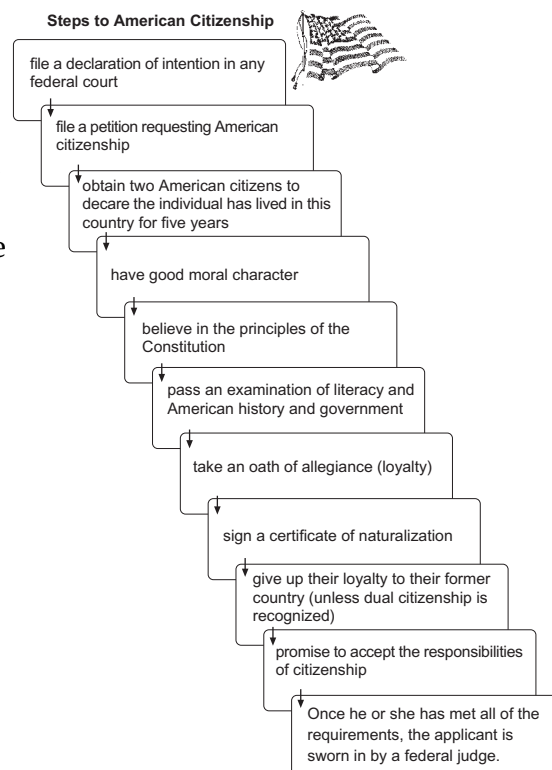 Steps to American Citizenship
file a declaration of intention in any
federal court
file a petition requesting American
citizenship
obtain two American citizens to
decare the individual has lived in this
country for five years
e
have good moral character
believe in the principles of the
Constitution
pass an examination of literacy and
American history and government
take an oath of allegiance (loyalty)
sign a certificate of naturalization
give up their loyalty to their former
country (unless dual citizenship is
recognized)
promise to accept the responsibilities
of citizenship
Once he or she has met all of the
requirements, the applicant is
sworn in by a federal judge.